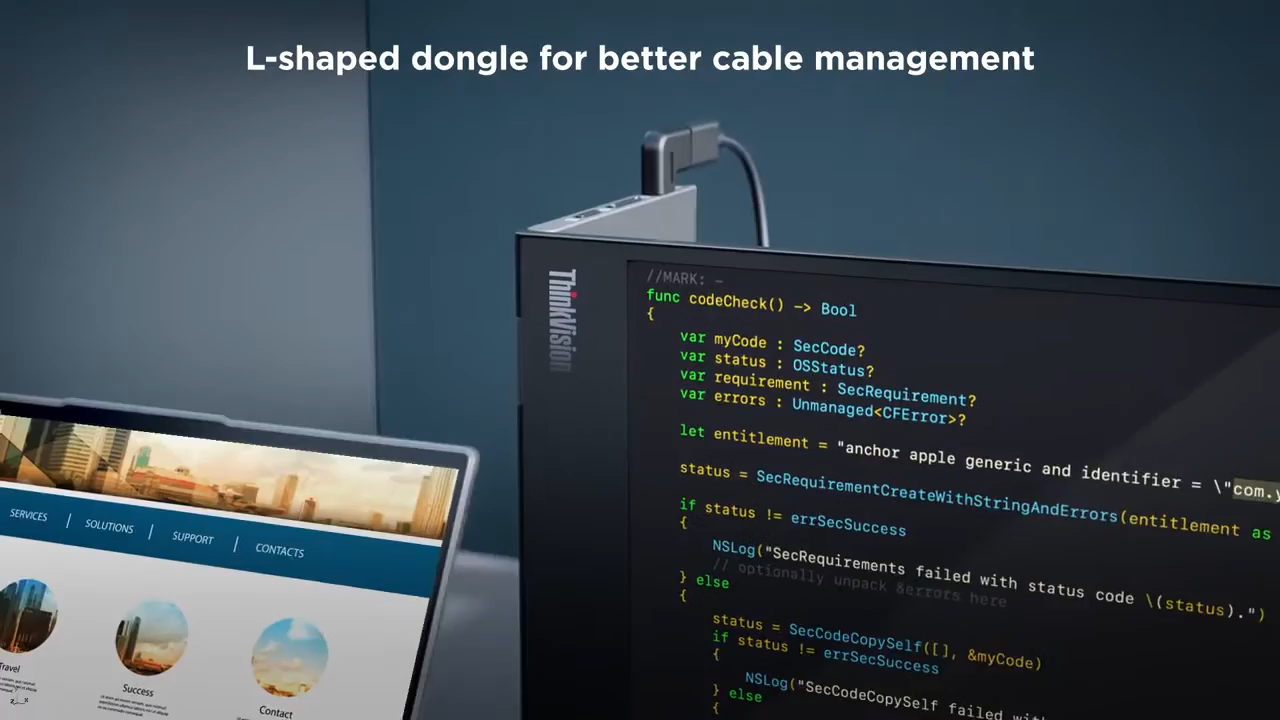 L-shaped dongle for better cable management
ThinkVision
//MARK: -
func codeCheck() -> Bool
{
var myCode : SecCode?
var status : OSStatus?
var requirement : SecRequirement?
var errors : Unmanaged<CFError>?
let entitlement = "anchor apple generic and identifier = \"com.y
status = SecRequirementCreateWithStringAndErrors(entitlement as
if status != errSecSuccess
{
NSLog("SecRequirements failed with status code \(status).")
// optionally unpack &errors here
} else
{
status = SecCodeCopySelf([], &myCode)
if status != errSecSuccess
{
NSLog("SecCodeCopySelf failed with
} else
{
SERVICES | SOLUTIONS | SUPPORT | CONTACTS
Travel
Success
Contact